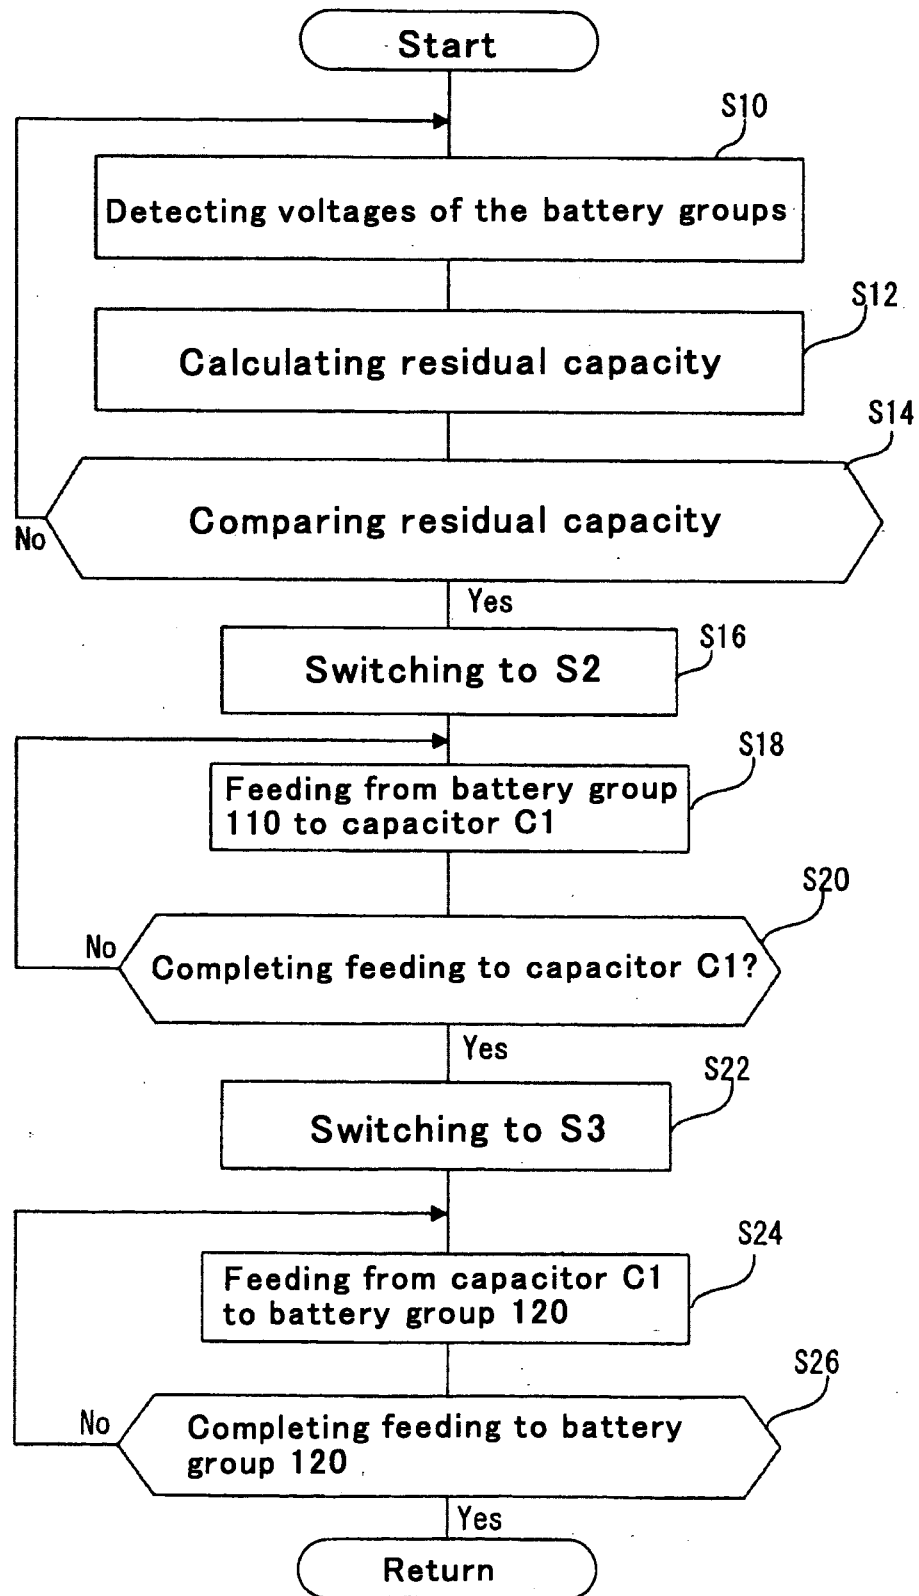 Start
S10
Detecting voltages of the battery groups
S12
Calculating residual capacity
S14
Comparing residual capacity
No
Yes
S16
Switching to S2
S18
Feeding from battery group
110 to capacitor C1
S20
No
Completing feeding to capacitor C1?
Yes
S22
Switching to S3
S24
Feeding from capacitor C1
to battery group 120
S26
No
Completing feeding to battery
group 120
Yes
Return